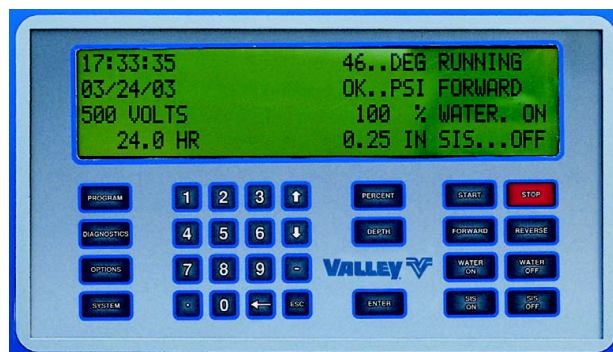 17:33:35 46..DEG RUNNING
03/24/03 OK..PSI FORWARD
500 VOLTS 100 % WATER. ON
24.0 HR 0.25 IN SIS...OFF
PROGRAM 1 2 3 ⬆ PERCENT START STOP
DIAGNOSTICS 4 5 6 ⬇ DEPTH FORWARD REVERSE
OPTIONS 7 8 9 - VALLEY WATER ON WATER OFF
SYSTEM . 0 ← ESC ENTER SIS ON SIS OFF